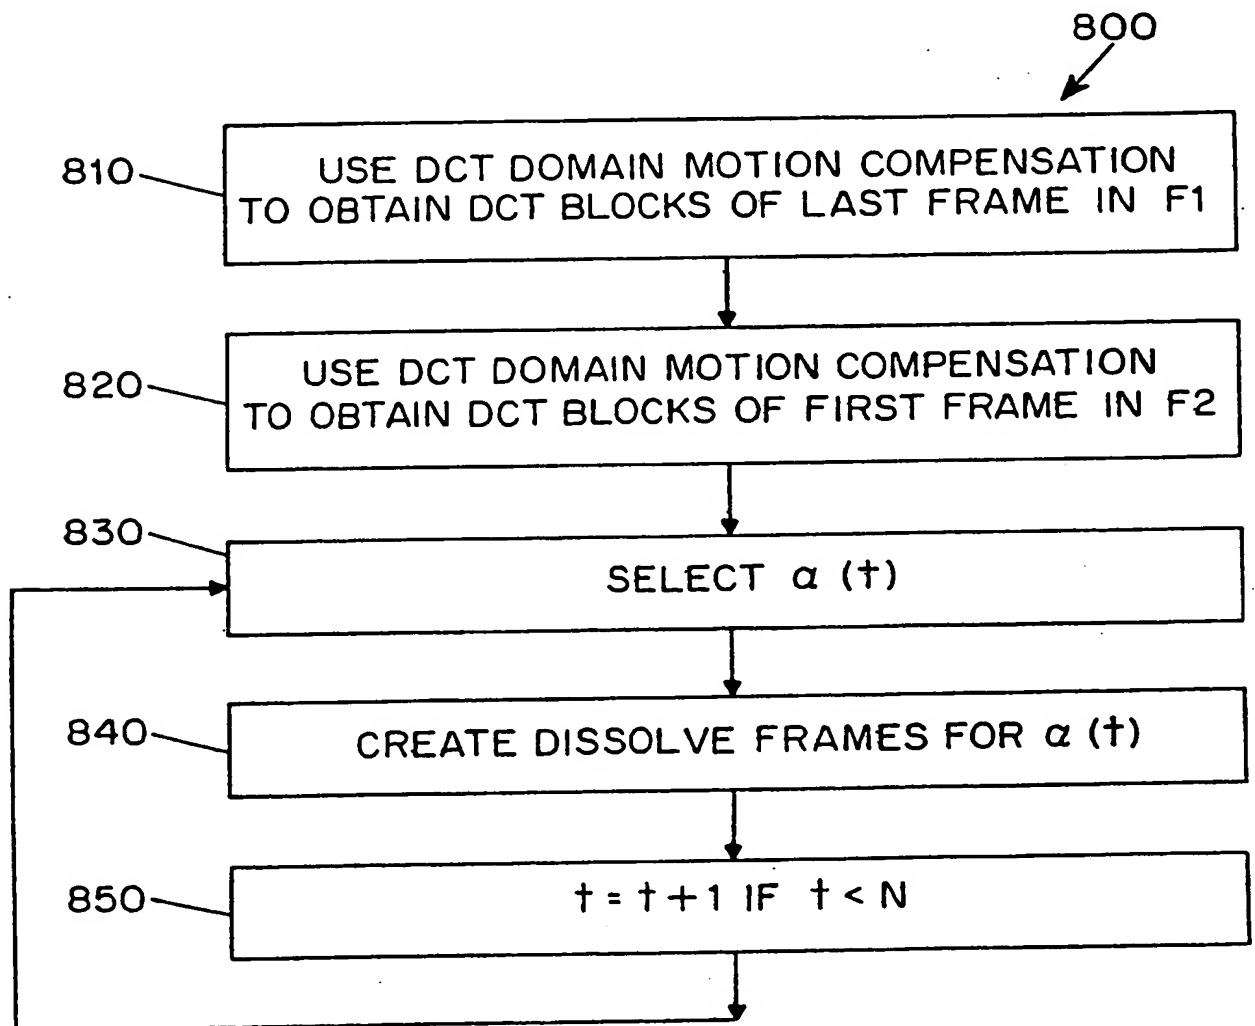 800
810
USE DCT DOMAIN MOTION COMPENSATION
TO OBTAIN DCT BLOCKS OF LAST FRAME IN F1
820
USE DCT DOMAIN MOTION COMPENSATION
TO OBTAIN DCT BLOCKS OF FIRST FRAME IN F2
830
SELECT α (t)
840
CREATE DISSOLVE FRAMES FOR α (t)
850
t = t + 1 IF t < N